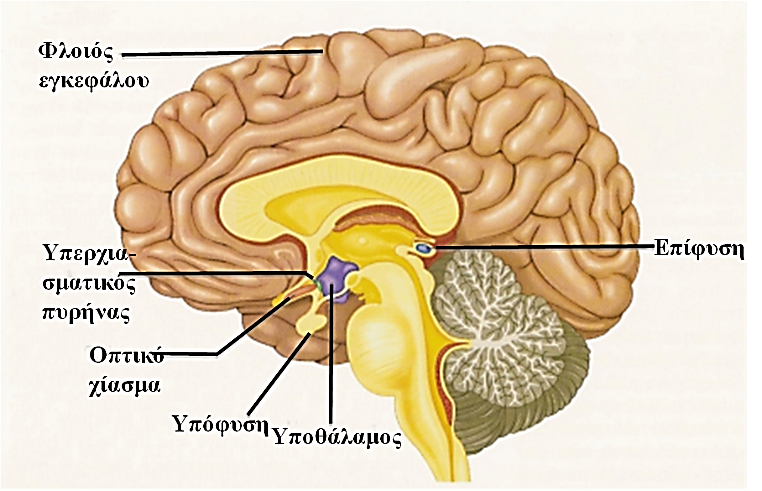 Φλοιός
εγκεφάλου
Υπερχια-
σματικός
πυρήνας
Επίφυση
Οπτικό
χίασμα
Υπόφυση
Υποθάλαμος